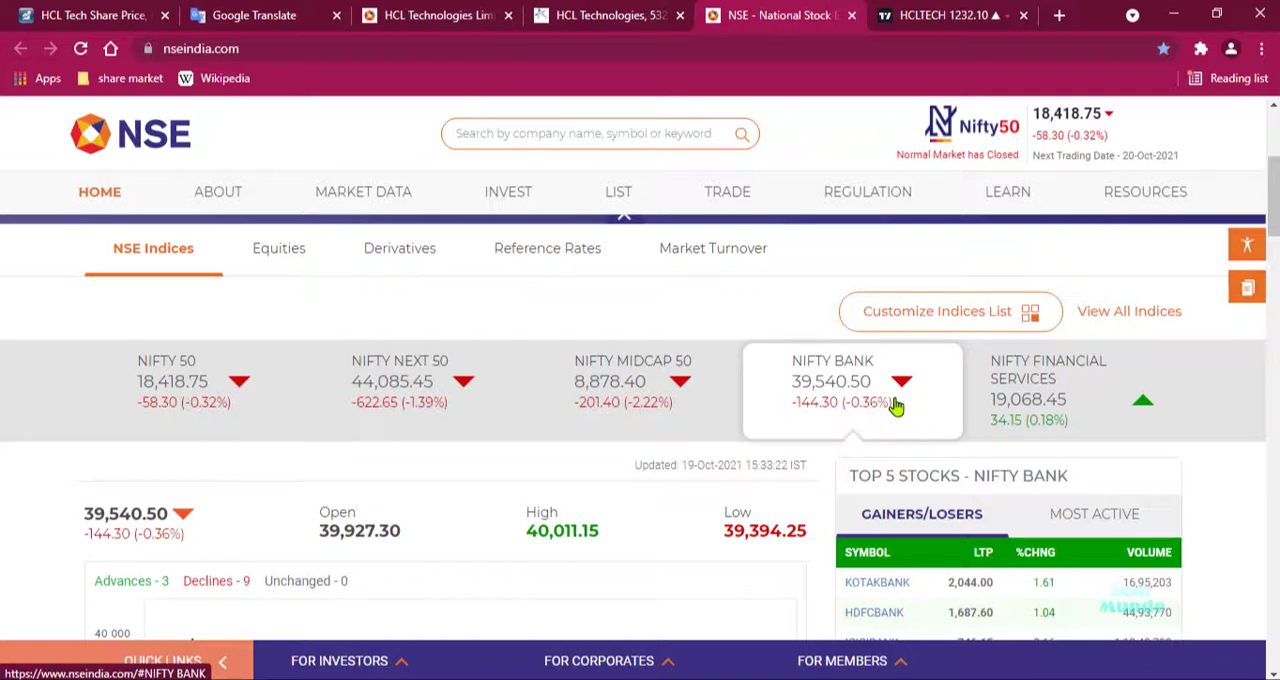 HCL Tech Share Price,
Google Translate
HCL Technologies Lim
HCL Technologies, 532
NSE - National Stock
HCLTECH 1232.10 ▲
nseindia.com
Apps
share market
Wikipedia
Reading list
NSE
Search by company name, symbol or keyword
Nifty50
Normal Market has Closed
18,418.75
-58.30 (-0.32%)
Next Trading Date - 20-Oct-2021
HOME
ABOUT
MARKET DATA
INVEST
LIST
TRADE
REGULATION
LEARN
RESOURCES
NSE Indices
Equities
Derivatives
Reference Rates
Market Turnover
Customize Indices List
View All Indices
NIFTY 50
18,418.75
-58.30 (-0.32%)
NIFTY NEXT 50
44,085.45
-622.65 (-1.39%)
NIFTY MIDCAP 50
8,878.40
-201.40 (-2.22%)
NIFTY BANK
39,540.50
-144.30 (-0.36%)
NIFTY FINANCIAL
SERVICES
19,068.45
34.15 (0.18%)
Updated: 19-Oct-2021 15:33:22 IST
39,540.50
-144.30 (-0.36%)
Open
39,927.30
High
40,011.15
Low
39,394.25
Advances - 3
Declines - 9
Unchanged - 0
40 000
TOP 5 STOCKS - NIFTY BANK
GAINERS/LOSERS
MOST ACTIVE
SYMBOL LTP %CHNG VOLUME
KOTAKBANK 2,044.00 1.61 16,95,203
HDFCBANK 1,687.60 1.04 44,93,770
QUICK LINKS
FOR INVESTORS
FOR CORPORATES
FOR MEMBERS
https://www.nseindia.com/#NIFTY BANK